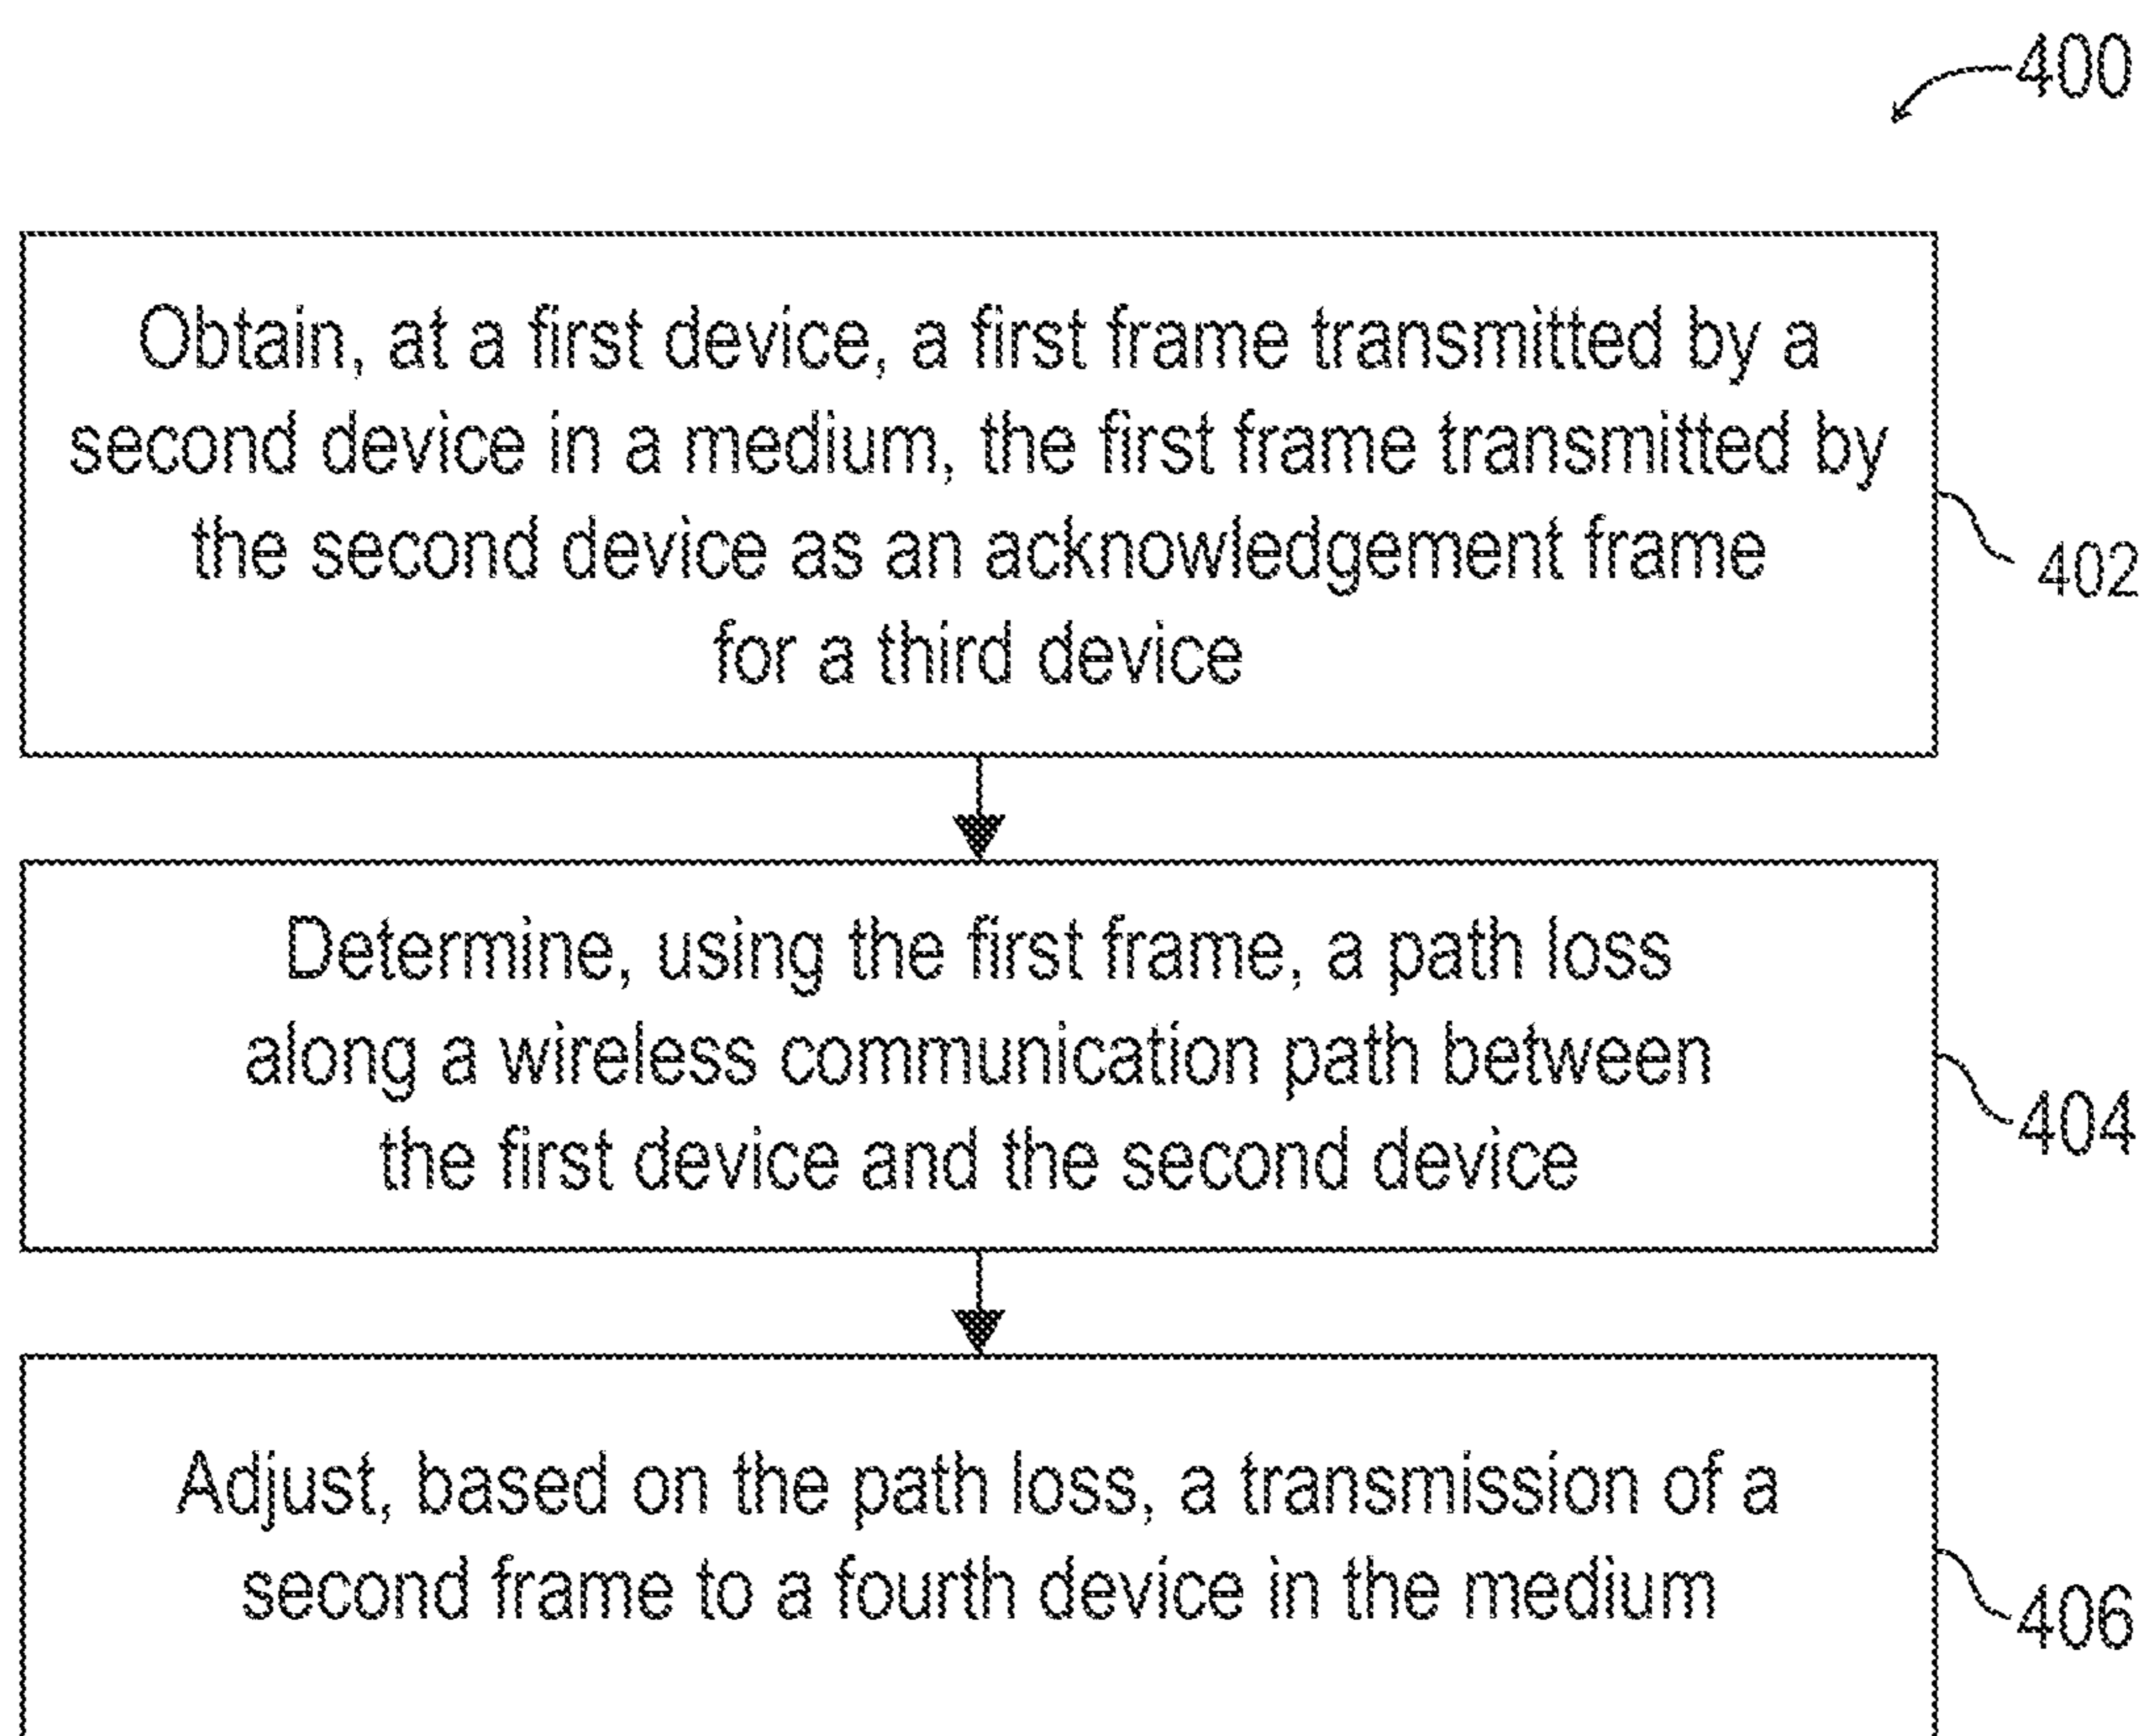 400
Obtain, at a first device, a first frame transmitted by a
second device in a medium, the first frame transmitted by
the second device as an acknowledgement frame
for a third device
402
Determine, using the first frame, a path loss
along a wireless communication path between
the first device and the second device
404
Adjust, based on the path loss, a transmission of a
second frame to a fourth device in the medium
406